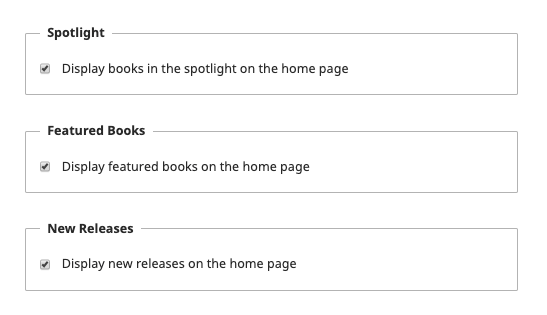 Spotlight
Display books in the spotlight on the home page
Featured Books
Display featured books on the home page
New Releases
Display new releases on the home page